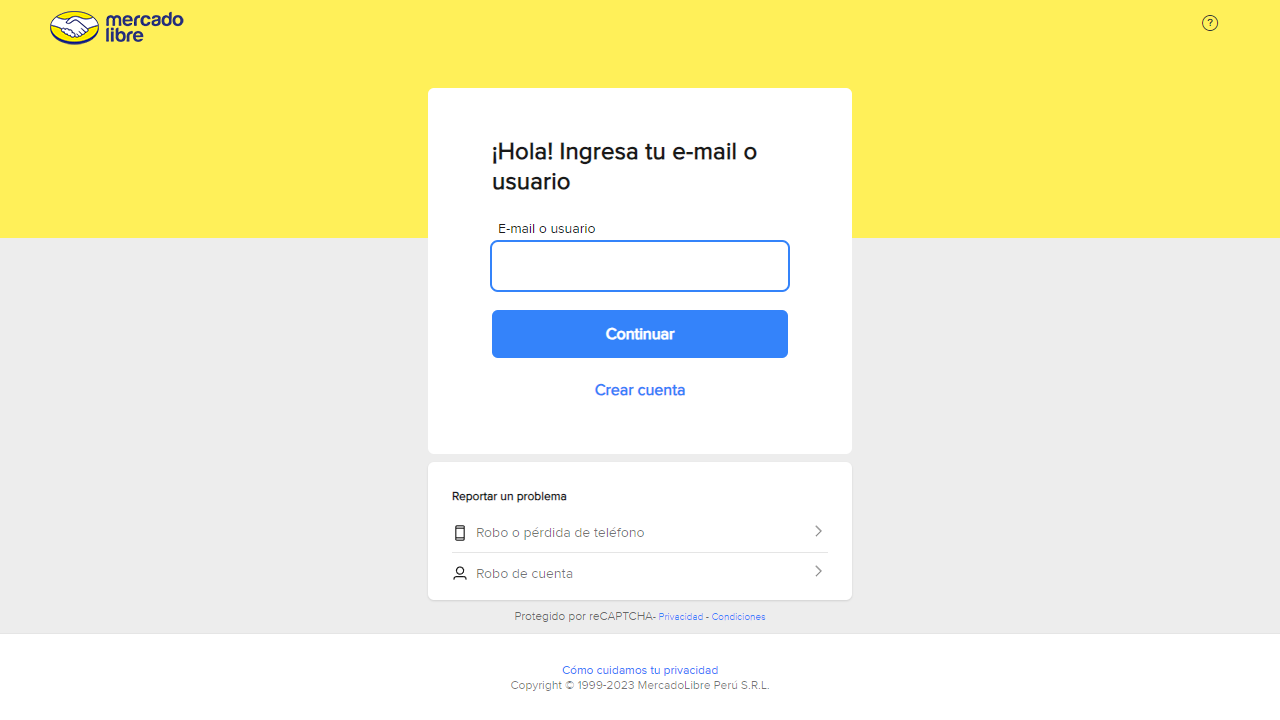 mercado
libre
?
¡Hola! Ingresa tu e-mail o
usuario
E-mail o usuario
Continuar
Crear cuenta
Reportar un problema
Robo o pérdida de teléfono
Robo de cuenta
Protegido por reCAPTCHA- Privacidad - Condiciones
Cómo cuidamos tu privacidad
Copyright © 1999-2023 MercadoLibre Perú S.R.L.